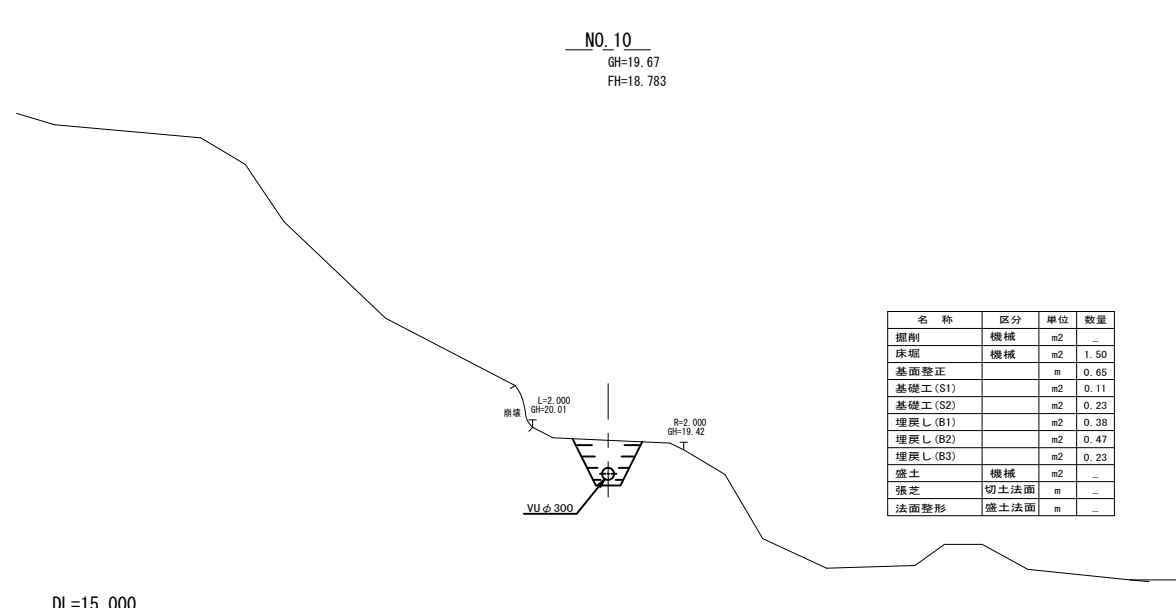 NO.10
GH=19.67
FH=18.783
名 称 区分 単位 数量
掘削 機械 m2 _
床堀 機械 m2 1.50
基面整正 m 0.65
基礎工(S1) m2 0.11
基礎工(S2) m2 0.23
埋戻し(B1) m2 0.38
埋戻し(B2) m2 0.47
埋戻し(B3) m2 0.23
盛土 機械 m2 _
張芝 切土法面 m _
法面整形 盛土法面 m _
崩壊
L=2.000
GH=20.01
R=2.000
GH=19.42
VUφ300
DL=15.000